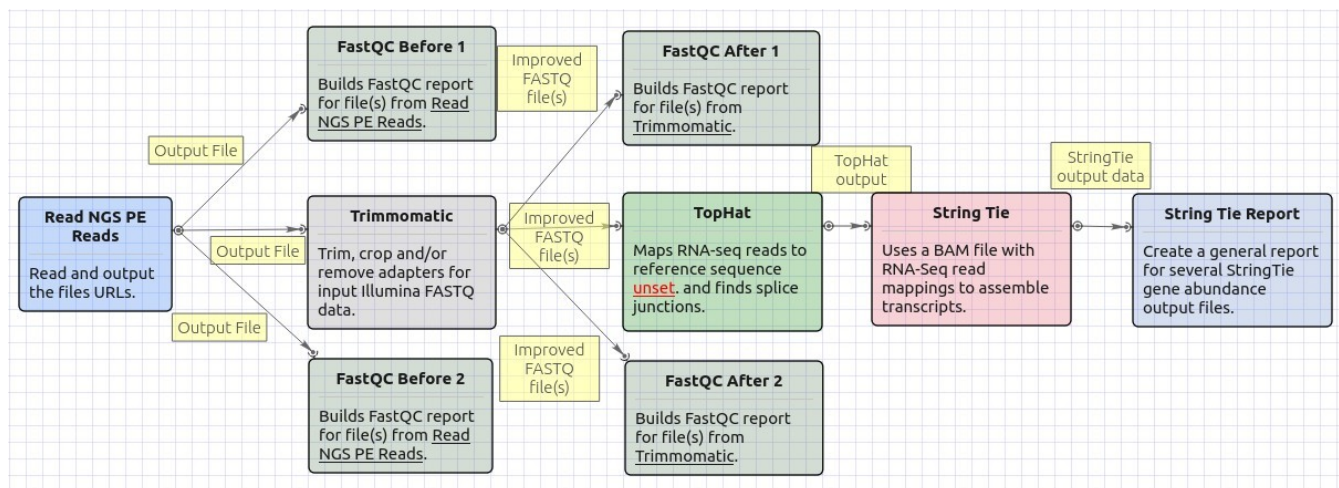 FastQC Before 1
Builds FastQC report
for file(s) from Read
NGS PE Reads.
Improved
FASTQ
file(s)
FastQC After 1
Builds FastQC report
for file(s) from
Trimmomatic.
Output File
TopHat
output
StringTie
output data
Read NGS PE
Reads
Read and output
the files URLs.
Output File
Trimmomatic
Trim, crop and/or
remove adapters for
input Illumina FASTQ
data.
Improved
FASTQ
file(s)
TopHat
Maps RNA-seq reads to
reference sequence
unset. and finds splice
junctions.
String Tie
Uses a BAM file with
RNA-Seq read
mappings to assemble
transcripts.
String Tie Report
Create a general report
for several StringTie
gene abundance
output files.
Output File
FastQC Before 2
Builds FastQC report
for file(s) from Read
NGS PE Reads.
Improved
FASTQ
file(s)
FastQC After 2
Builds FastQC report
for file(s) from
Trimmomatic.